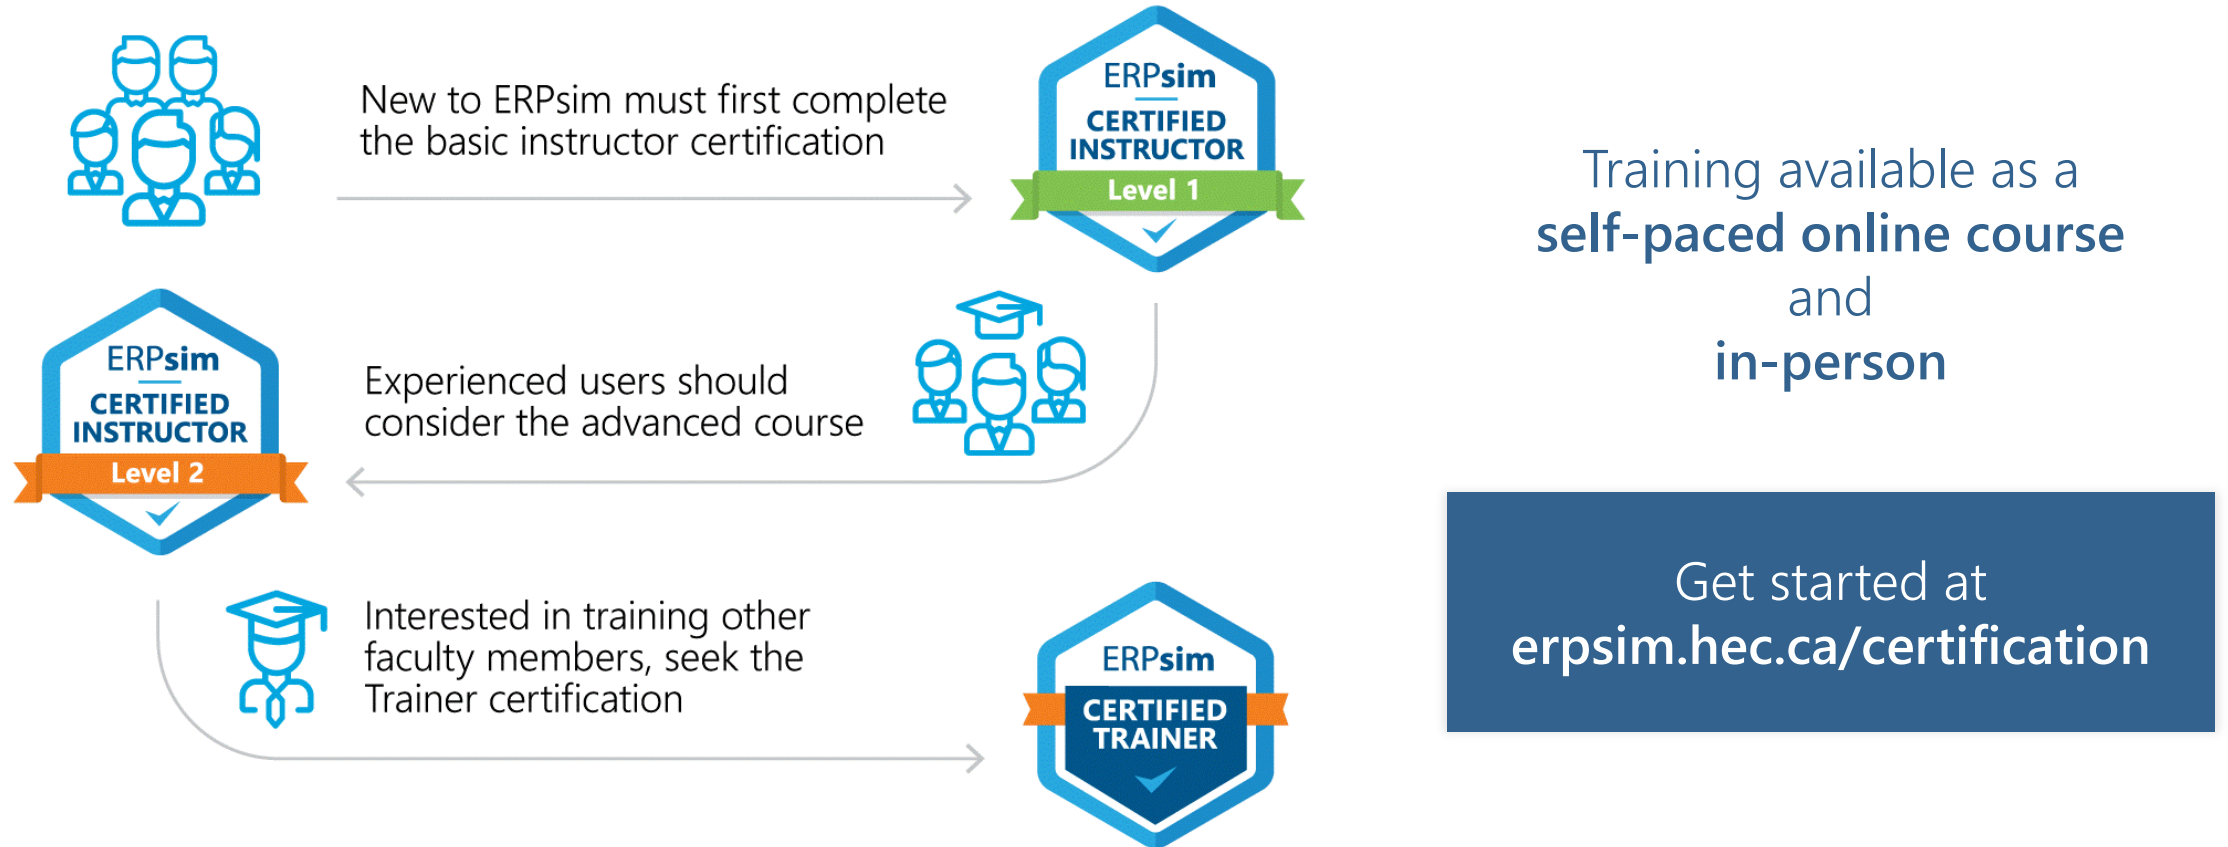 New to ERPsim must first complete
the basic instructor certification
ERPsim
CERTIFIED
INSTRUCTOR
Level 1
ERPsim
CERTIFIED
INSTRUCTOR
Level 2
Experienced users should
consider the advanced course
Interested in training other
faculty members, seek the
Trainer certification
ERPsim
CERTIFIED
TRAINER
Training available as a
self-paced online course
and
in-person
Get started at
erpsim.hec.ca/certification